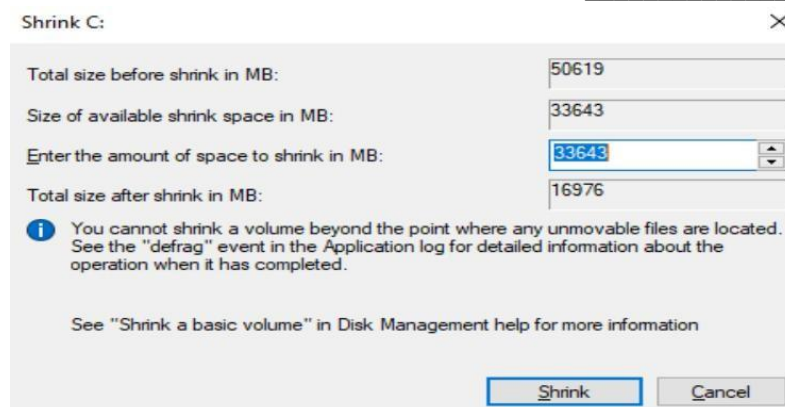 Shrink C:
Total size before shrink in MB: 50619
Size of available shrink space in MB: 33643
Enter the amount of space to shrink in MB: 33643
Total size after shrink in MB: 16976
You cannot shrink a volume beyond the point where any unmovable files are located.
See the "defrag" event in the Application log for detailed information about the
operation when it has completed.
See "Shrink a basic volume" in Disk Management help for more information
Shrink Cancel